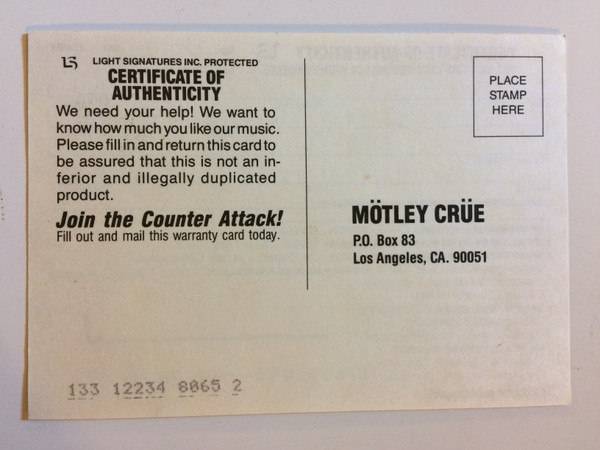 LS LIGHT SIGNATURES INC. PROTECTED
CERTIFICATE OF
AUTHENTICITY
We need your help! We want to
know how much you like our music.
Please fill in and return this card to
be assured that this is not an in-
ferior and illegally duplicated
product.
Join the Counter Attack!
Fill out and mail this warranty card today.
PLACE
STAMP
HERE
MÖTLEY CRÜE
P.O. Box 83
Los Angeles, CA. 90051
133 12234 8065 2